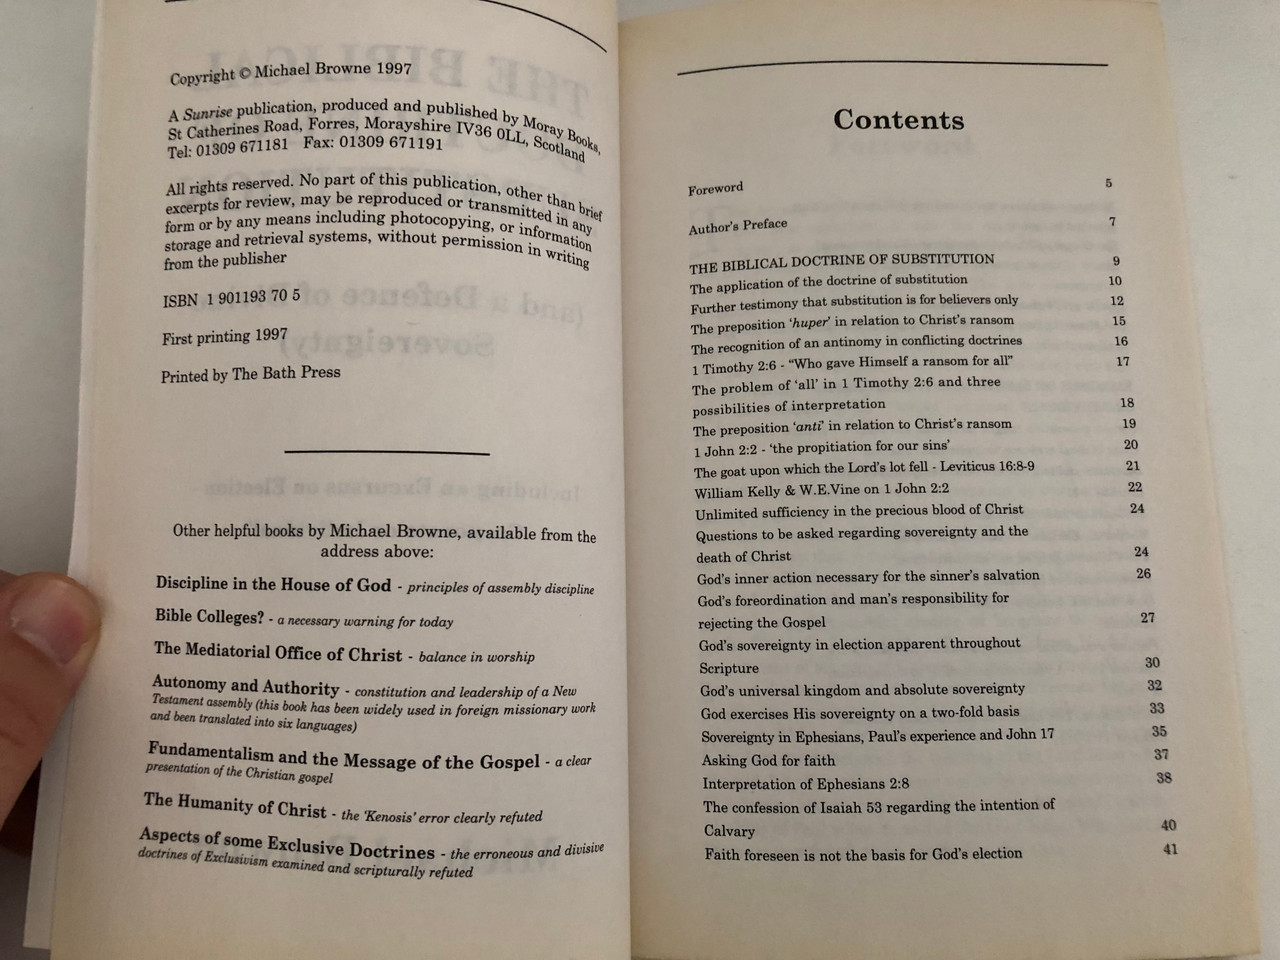 Copyright © Michael Browne 1997
A Sunrise publication, produced and published by Moray Books,
St Catherines Road, Forres, Morayshire IV36 0LL, Scotland
Tel: 01309 671181 Fax: 01309 671191
All rights reserved. No part of this publication, other than brief
excerpts for review, may be reproduced or transmitted in any
form or by any means including photocopying, or information
storage and retrieval systems, without permission in writing
from the publisher
ISBN 1 901193 70 5
First printing 1997
Printed by The Bath Press
Other helpful books by Michael Browne, available from the
address above:
Discipline in the House of God - principles of assembly discipline
Bible Colleges? - a necessary warning for today
The Mediatorial Office of Christ - balance in worship
Autonomy and Authority - constitution and leadership of a New
Testament assembly (this book has been widely used in foreign missionary work
and been translated into six languages)
Fundamentalism and the Message of the Gospel - a clear
presentation of the Christian gospel
The Humanity of Christ - the 'Kenosis' error clearly refuted
Aspects of some Exclusive Doctrines - the erroneous and divisive
doctrines of Exclusivism examined and scripturally refuted
Contents
Foreword 5
Author's Preface 7
THE BIBLICAL DOCTRINE OF SUBSTITUTION 9
The application of the doctrine of substitution 10
Further testimony that substitution is for believers only 12
The preposition 'huper' in relation to Christ's ransom 15
The recognition of an antinomy in conflicting doctrines 16
1 Timothy 2:6 - "Who gave Himself a ransom for all" 17
The problem of 'all' in 1 Timothy 2:6 and three
possibilities of interpretation 18
The preposition 'anti' in relation to Christ's ransom 19
1 John 2:2 - 'the propitiation for our sins' 20
The goat upon which the Lord's lot fell - Leviticus 16:8-9 21
William Kelly & W.E.Vine on 1 John 2:2 22
Unlimited sufficiency in the precious blood of Christ 24
Questions to be asked regarding sovereignty and the
death of Christ 24
God's inner action necessary for the sinner's salvation 26
God's foreordination and man's responsibility for
rejecting the Gospel 27
God's sovereignty in election apparent throughout
Scripture 30
God's universal kingdom and absolute sovereignty 32
God exercises His sovereignty on a two-fold basis 33
Sovereignty in Ephesians, Paul's experience and John 17 35
Asking God for faith 37
Interpretation of Ephesians 2:8 38
The confession of Isaiah 53 regarding the intention of
Calvary 40
Faith foreseen is not the basis for God's election 41